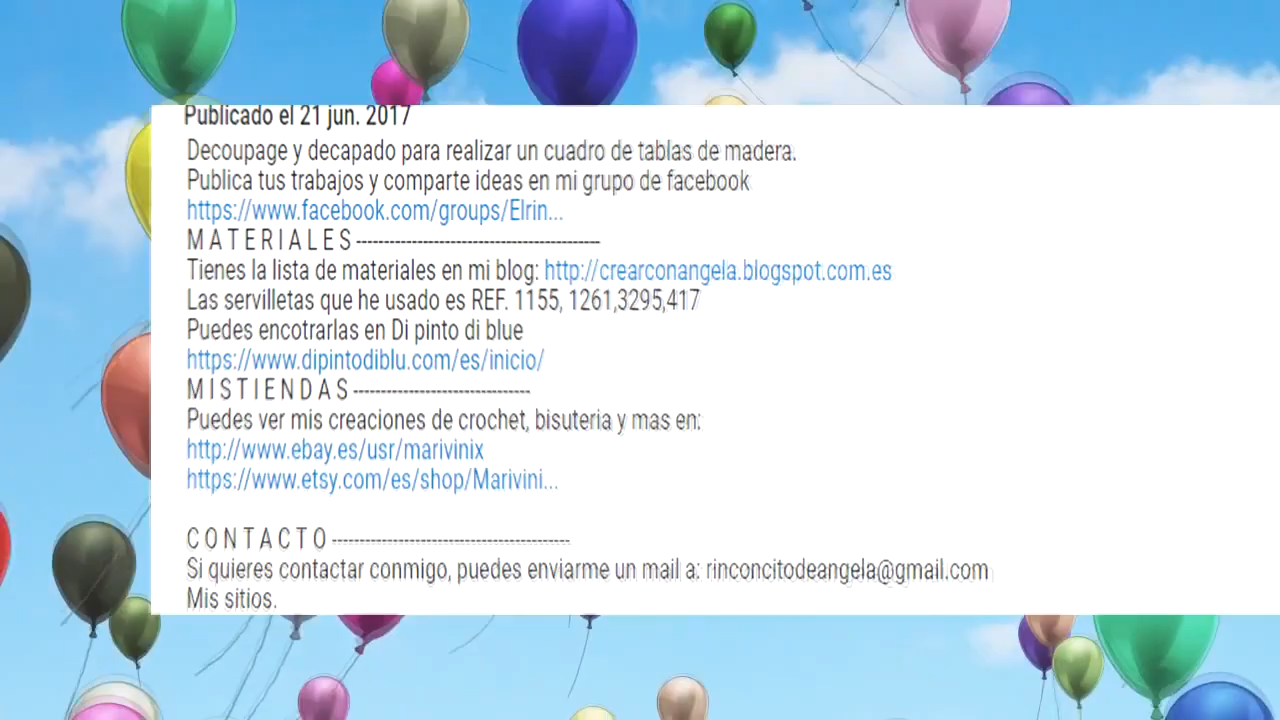 Publicado el 21 jun. 2017
Decoupage y decapado para realizar un cuadro de tablas de madera.
Publica tus trabajos y comparte ideas en mi grupo de facebook
https://www.facebook.com/groups/Elrin...
M A T E R I A L E S --------------------------------------------
Tienes la lista de materiales en mi blog: http://crearconangela.blogspot.com.es
Las servilletas que he usado es REF. 1155, 1261,3295,417
Puedes encotrarlas en Di pinto di blue
https://www.dipintodiblu.com/es/inicio/
M I S T I E N D A S --------------------------------
Puedes ver mis creaciones de crochet, bisuteria y mas en:
http://www.ebay.es/usr/marivinix
https://www.etsy.com/es/shop/Marivini...
C O N T A C T O -------------------------------------------
Si quieres contactar conmigo, puedes enviarme un mail a: rinconcitodeangela@gmail.com
Mis sitios.